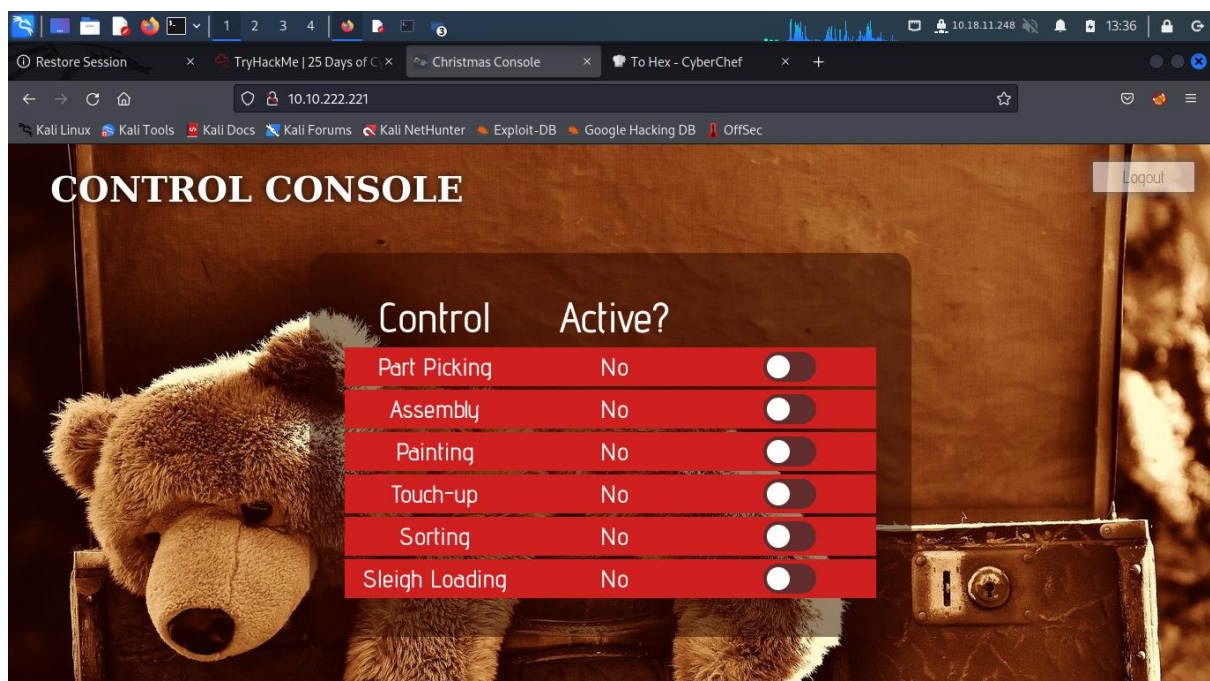 1 2 3 4 3 10.18.11.248 13:36
Restore Session TryHackMe | 25 Days of C Christmas Console To Hex - CyberChef
10.10.222.221
Kali Linux Kali Tools Kali Docs Kali Forums Kali NetHunter Exploit-DB Google Hacking DB OffSec
CONTROL CONSOLE
Logout
Control Active?
Part Picking No
Assembly No
Painting No
Touch-up No
Sorting No
Sleigh Loading No